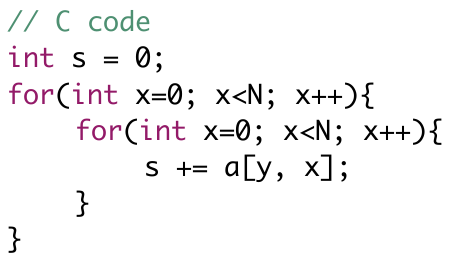 // C code
int s = 0;
for(int x=0; x<N; x++){
    for(int x=0; x<N; x++){
        s += a[y, x];
    }
}